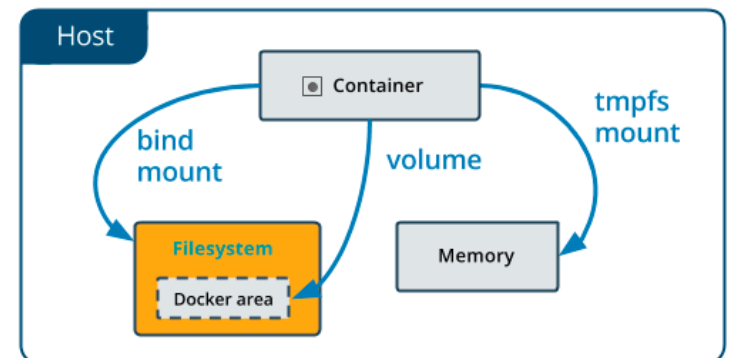 Host
Container
bind
mount
volume
tmpfs
mount
Filesystem
Docker area
Memory